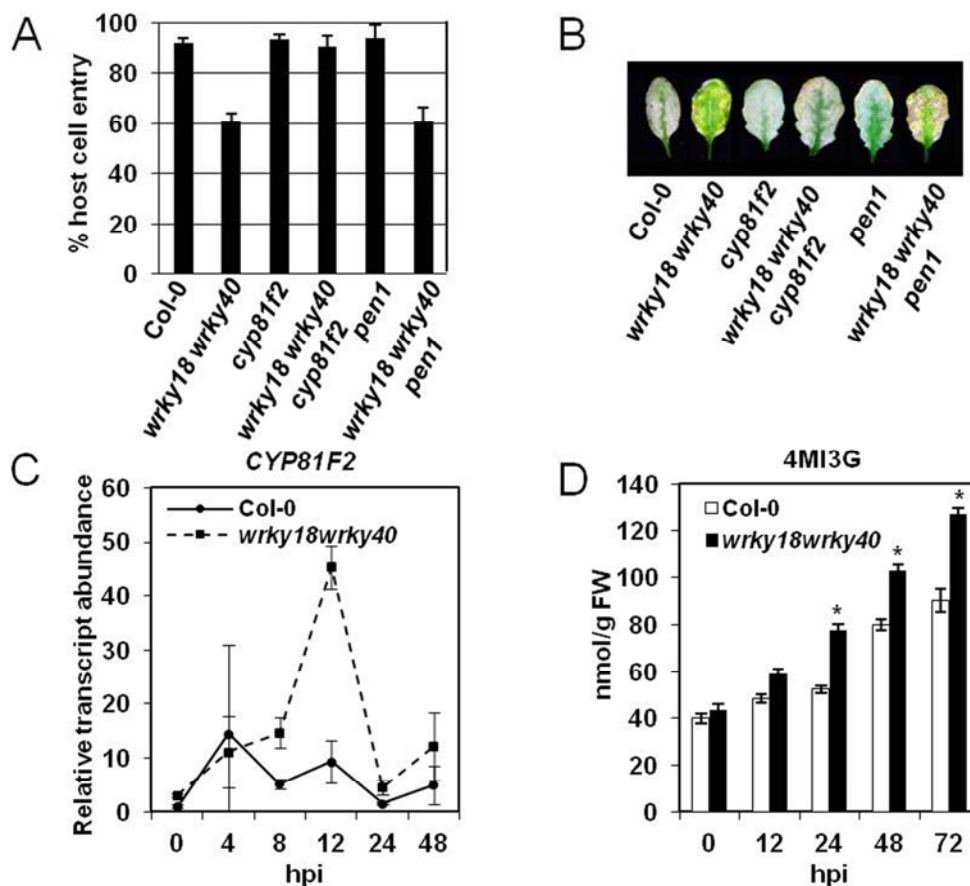 A
% host cell entry
100
80
60
40
20
0
Col-0
wrky18 wrky40
cyp81f2
wrky18 wrky40
cyp81f2
pen1
wrky18 wrky40
pen1
B
Col-0
wrky18 wrky40
cyp81f2
wrky18 wrky40
cyp81f2
pen1
wrky18 wrky40
pen1
C
CYP81F2
Relative transcript abundance
60
50
40
30
20
10
0
Col-0
wrky18wrky40
0 4 8 12 24 48
hpi
D
4MI3G
nmol/g FW
140
120
100
80
60
40
20
0
Col-0
wrky18wrky40
*
*
*
0 12 24 48 72
hpi